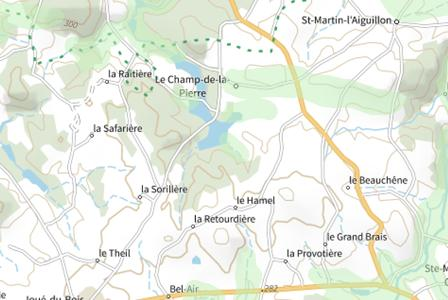 St-Martin-l'Aiguillon
300
la Raitière
Le Champ-de-la-
Pierre
la Safarière
le Beauchêne
la Sorillère
le Hamel
la Retourdière
le Grand Brais
le Theil
la Provotière
Ste-M
Bel-Air
282
Joué-du-Bois